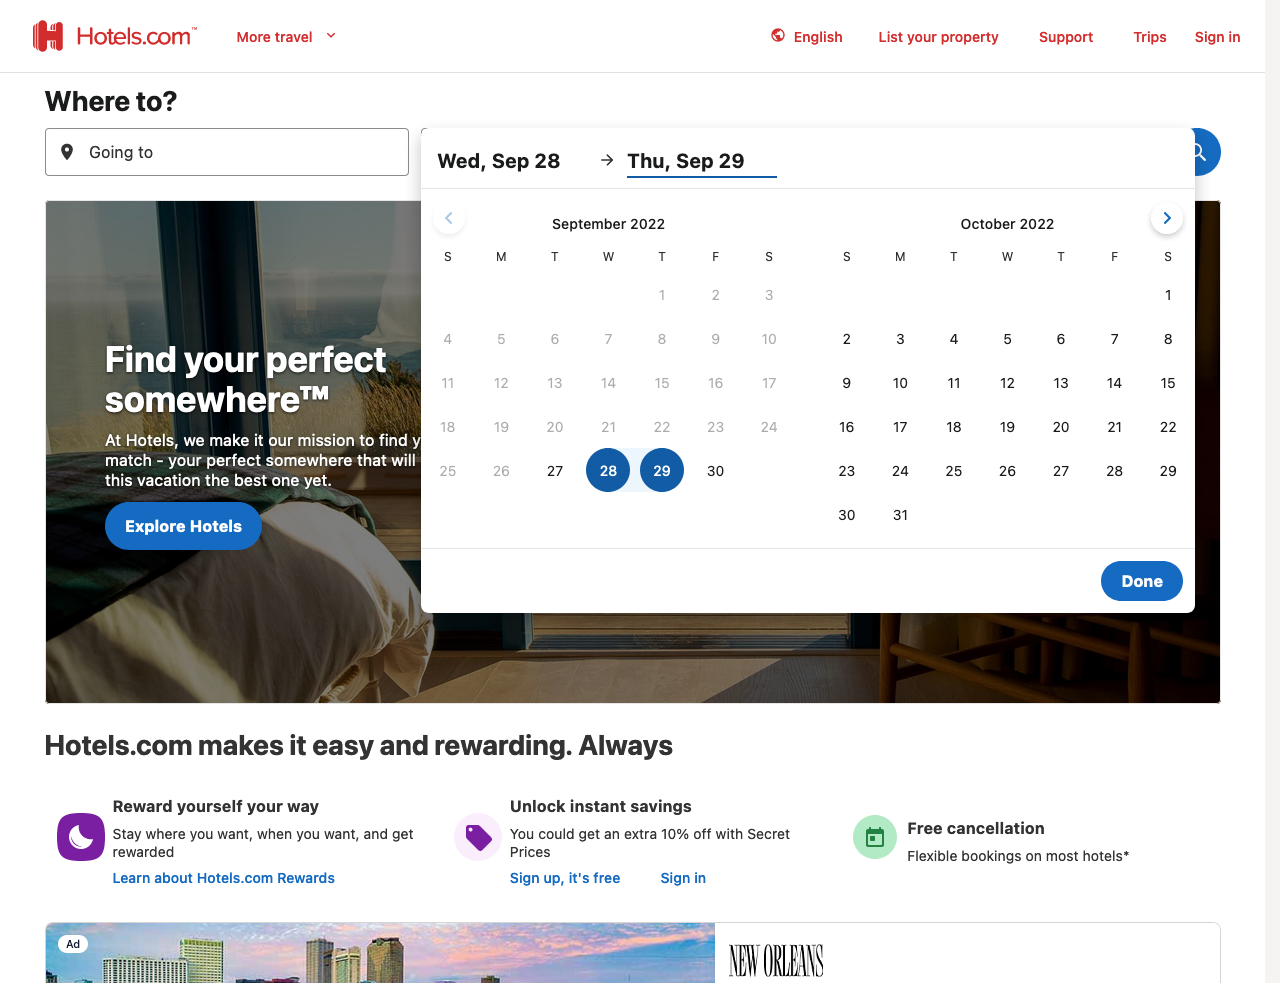 Hotels.com™
More travel
English
List your property
Support
Trips
Sign in
Where to?
Going to
Wed, Sep 28
Thu, Sep 29
September 2022
S M T W T F S
1 2 3
4 5 6 7 8 9 10
11 12 13 14 15 16 17
18 19 20 21 22 23 24
25 26 27 28 29 30
October 2022
S M T W T F S
1
2 3 4 5 6 7 8
9 10 11 12 13 14 15
16 17 18 19 20 21 22
23 24 25 26 27 28 29
30 31
Done
Find your perfect
somewhere™
At Hotels, we make it our mission to find y
match - your perfect somewhere that will
this vacation the best one yet.
Explore Hotels
Hotels.com makes it easy and rewarding. Always
Reward yourself your way
Stay where you want, when you want, and get
rewarded
Learn about Hotels.com Rewards
Unlock instant savings
You could get an extra 10% off with Secret
Prices
Sign up, it's free
Sign in
Free cancellation
Flexible bookings on most hotels*
Ad
NEW ORLEANS